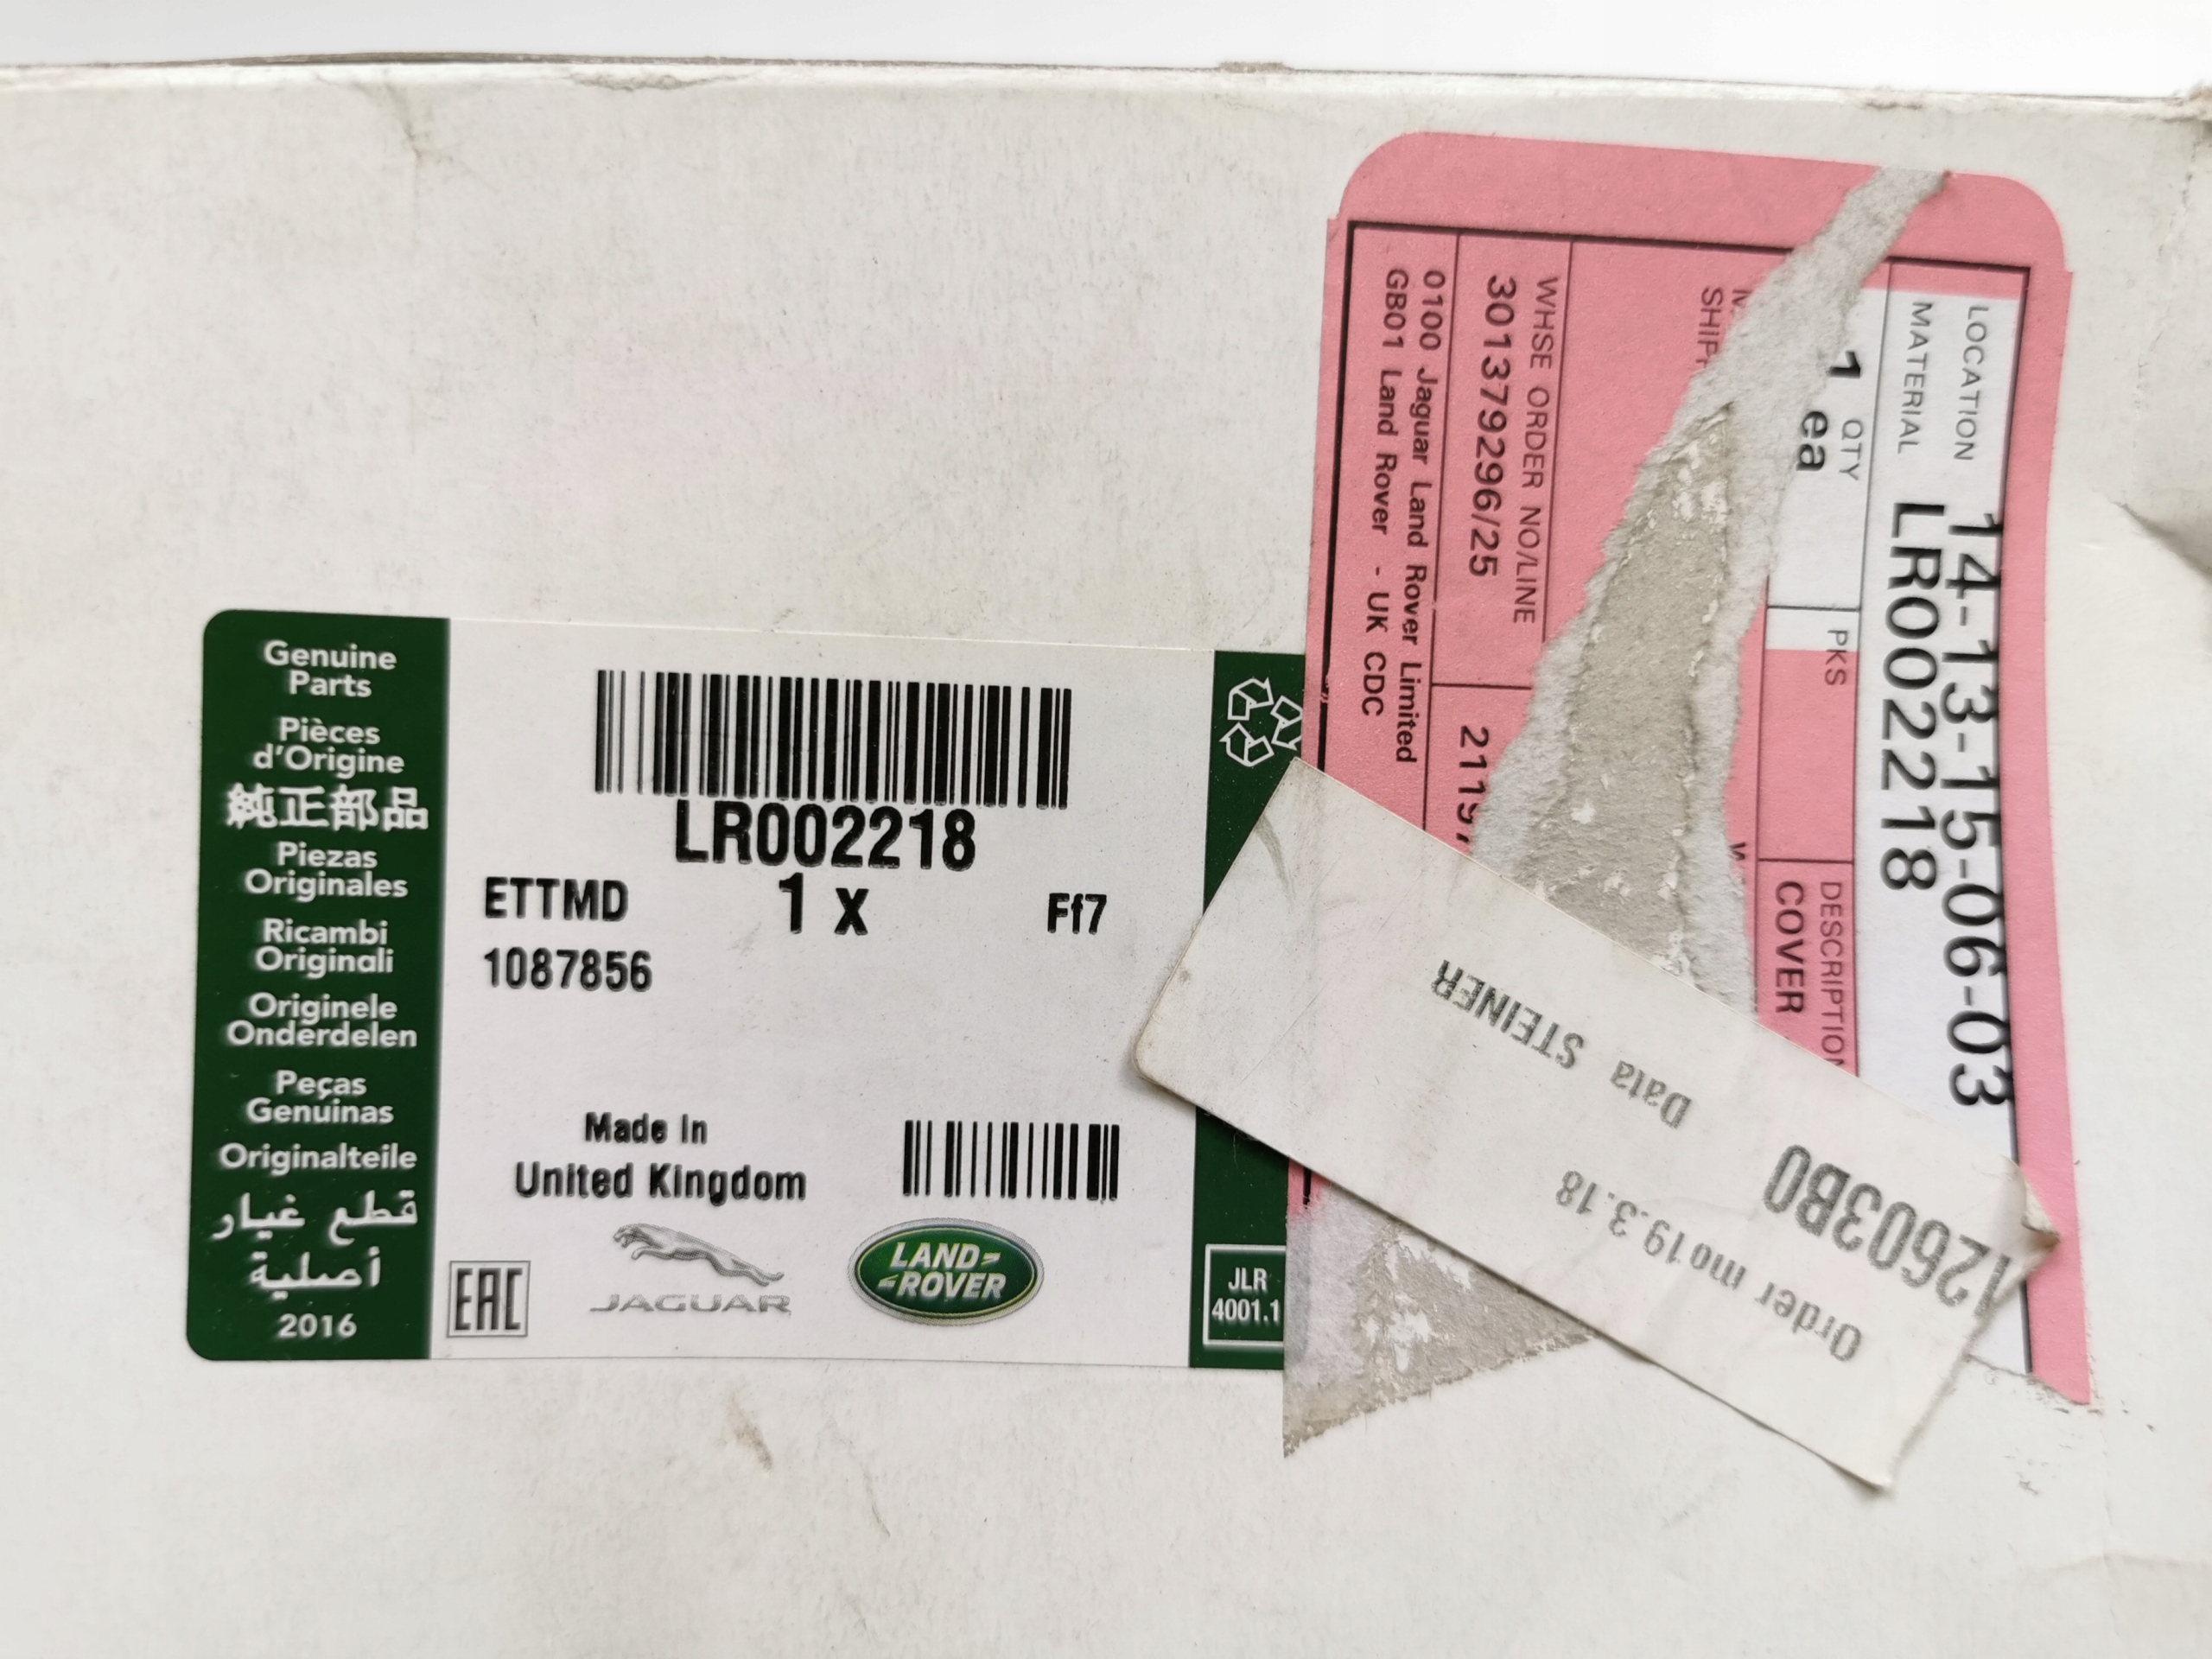 Genuine
Parts
Pièces
d'Origine
純正部品
Piezas
Originales
Ricambi
Originali
Originele
Onderdelen
Peças
Genuinas
Originalteile
قطع غيار
أصلية
2016
LR002218
ETTMD 1 x Ff7
1087856
Made In
United Kingdom
EAC
JAGUAR
LAND-
-ROVER
JLR
4001.1
LOCATION 14-13-15-06-03
MATERIAL LR002218
QTY PKS DESCRIPTION
1 ea COVER
SHIP
WHSE ORDER NO/LINE
3013779296/25 21197
0100 Jaguar Land Rover Limited
GB01 Land Rover - UK CDC
12603B0
Order mo19.3.18
Data STEINER